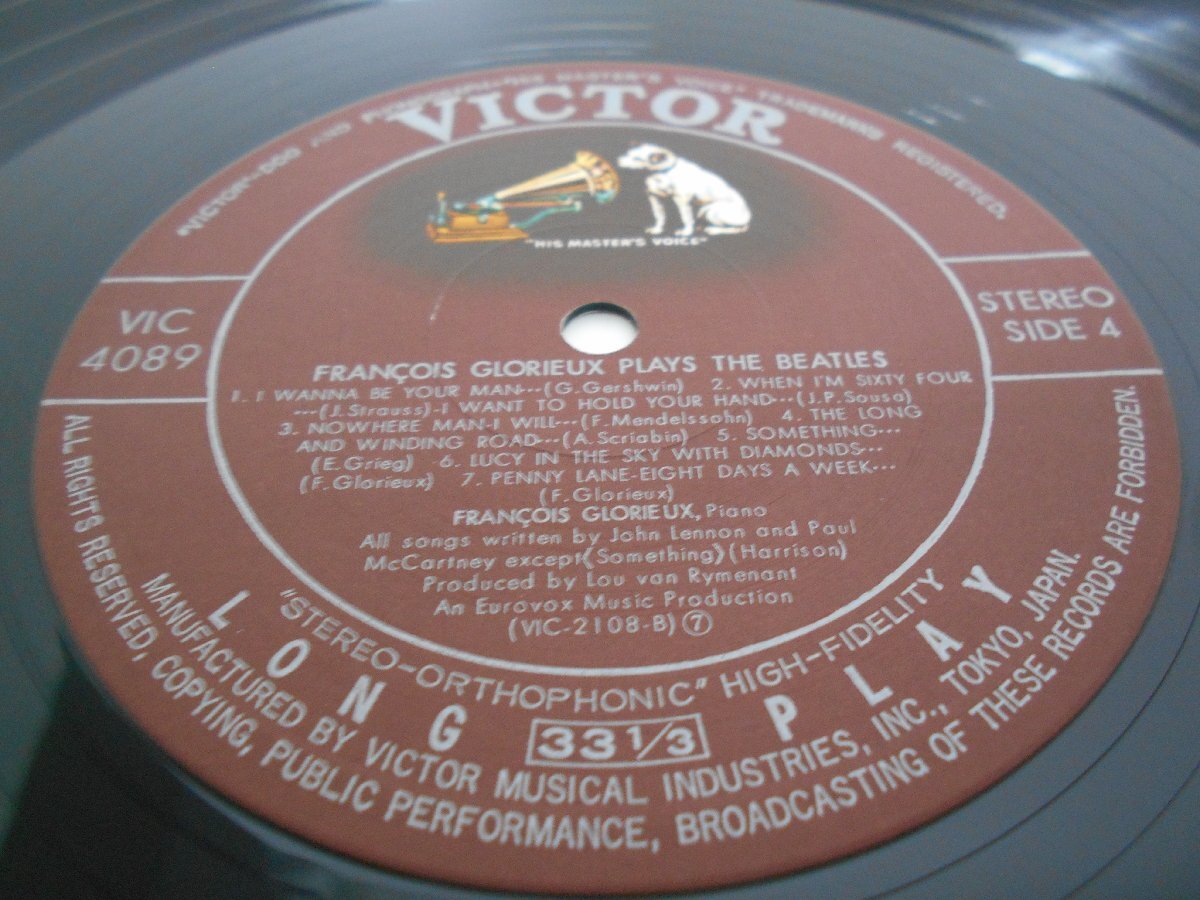 "VICTOR"-DOG AND "HIS MASTER'S VOICE" TRADEMARKS REGISTERED.
VICTOR
"HIS MASTER'S VOICE"
VIC
4089
STEREO
SIDE 4
FRANÇOIS GLORIEUX PLAYS THE BEATLES
1. I WANNA BE YOUR MAN···(G. Gershwin) 2. WHEN I'M SIXTY FOUR
···(J. Strauss)-I WANT TO HOLD YOUR HAND···(J.P. Sousa)
3. NOWHERE MAN-I WILL···(F. Mendelssohn) 4. THE LONG
AND WINDING ROAD···(A. Scriabin) 5. SOMETHING···
(E. Grieg) 6. LUCY IN THE SKY WITH DIAMONDS···
(F. Glorieux) 7. PENNY LANE-EIGHT DAYS A WEEK···
(F. Glorieux)
FRANÇOIS GLORIEUX, Piano
All songs written by John Lennon and Paul
McCartney except(Something)(Harrison)
Produced by Lou van Rymenant
An Eurovox Music Production
(VIC-2108-B) ⑦
"STEREO-ORTHOPHONIC" HIGH-FIDELITY
LONG 33 1/3 PLAY
MANUFACTURED BY VICTOR MUSICAL INDUSTRIES, INC., TOKYO, JAPAN.
ALL RIGHTS RESERVED, COPYING, PUBLIC PERFORMANCE, BROADCASTING OF THESE RECORDS ARE FORBIDDEN.